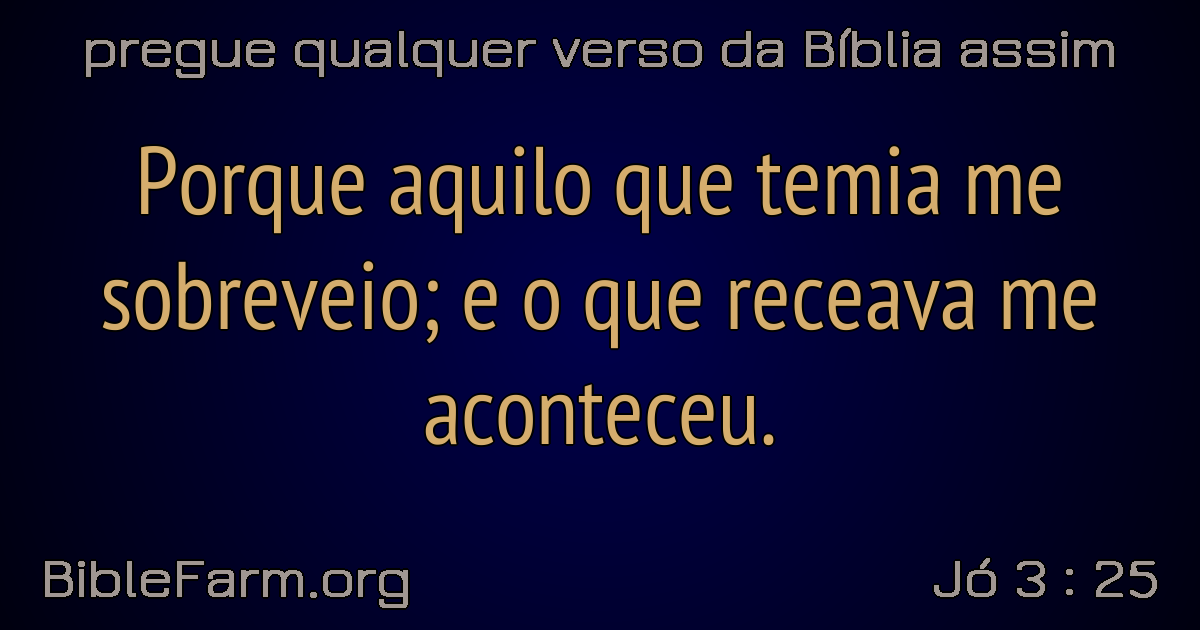 pregue qualquer verso da Bíblia assim
Porque aquilo que temia me
sobreveio; e o que receava me
aconteceu.
BibleFarm.org
Jó 3 : 25